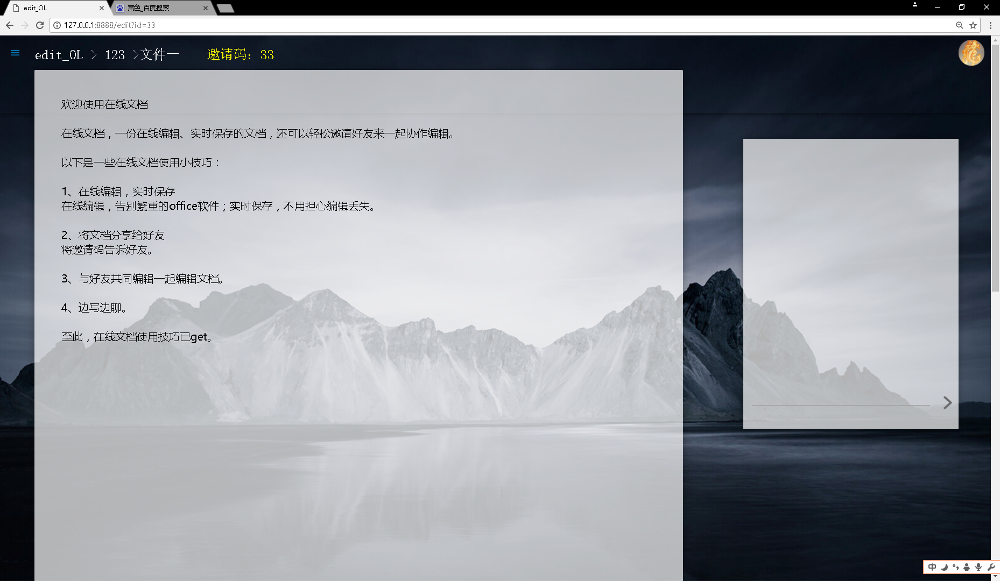 edit_OL
黄色_百度搜索
127.0.0.1:8888/edit?id=33
edit_OL > 123 >文件一 邀请码：33
欢迎使用在线文档
在线文档，一份在线编辑、实时保存的文档，还可以轻松邀请好友来一起协作编辑。
以下是一些在线文档使用小技巧：
1、在线编辑，实时保存
在线编辑，告别繁重的office软件；实时保存，不用担心编辑丢失。
2、将文档分享给好友
将邀请码告诉好友。
3、与好友共同编辑一起编辑文档。
4、边写边聊。
至此，在线文档使用技巧已get。
中